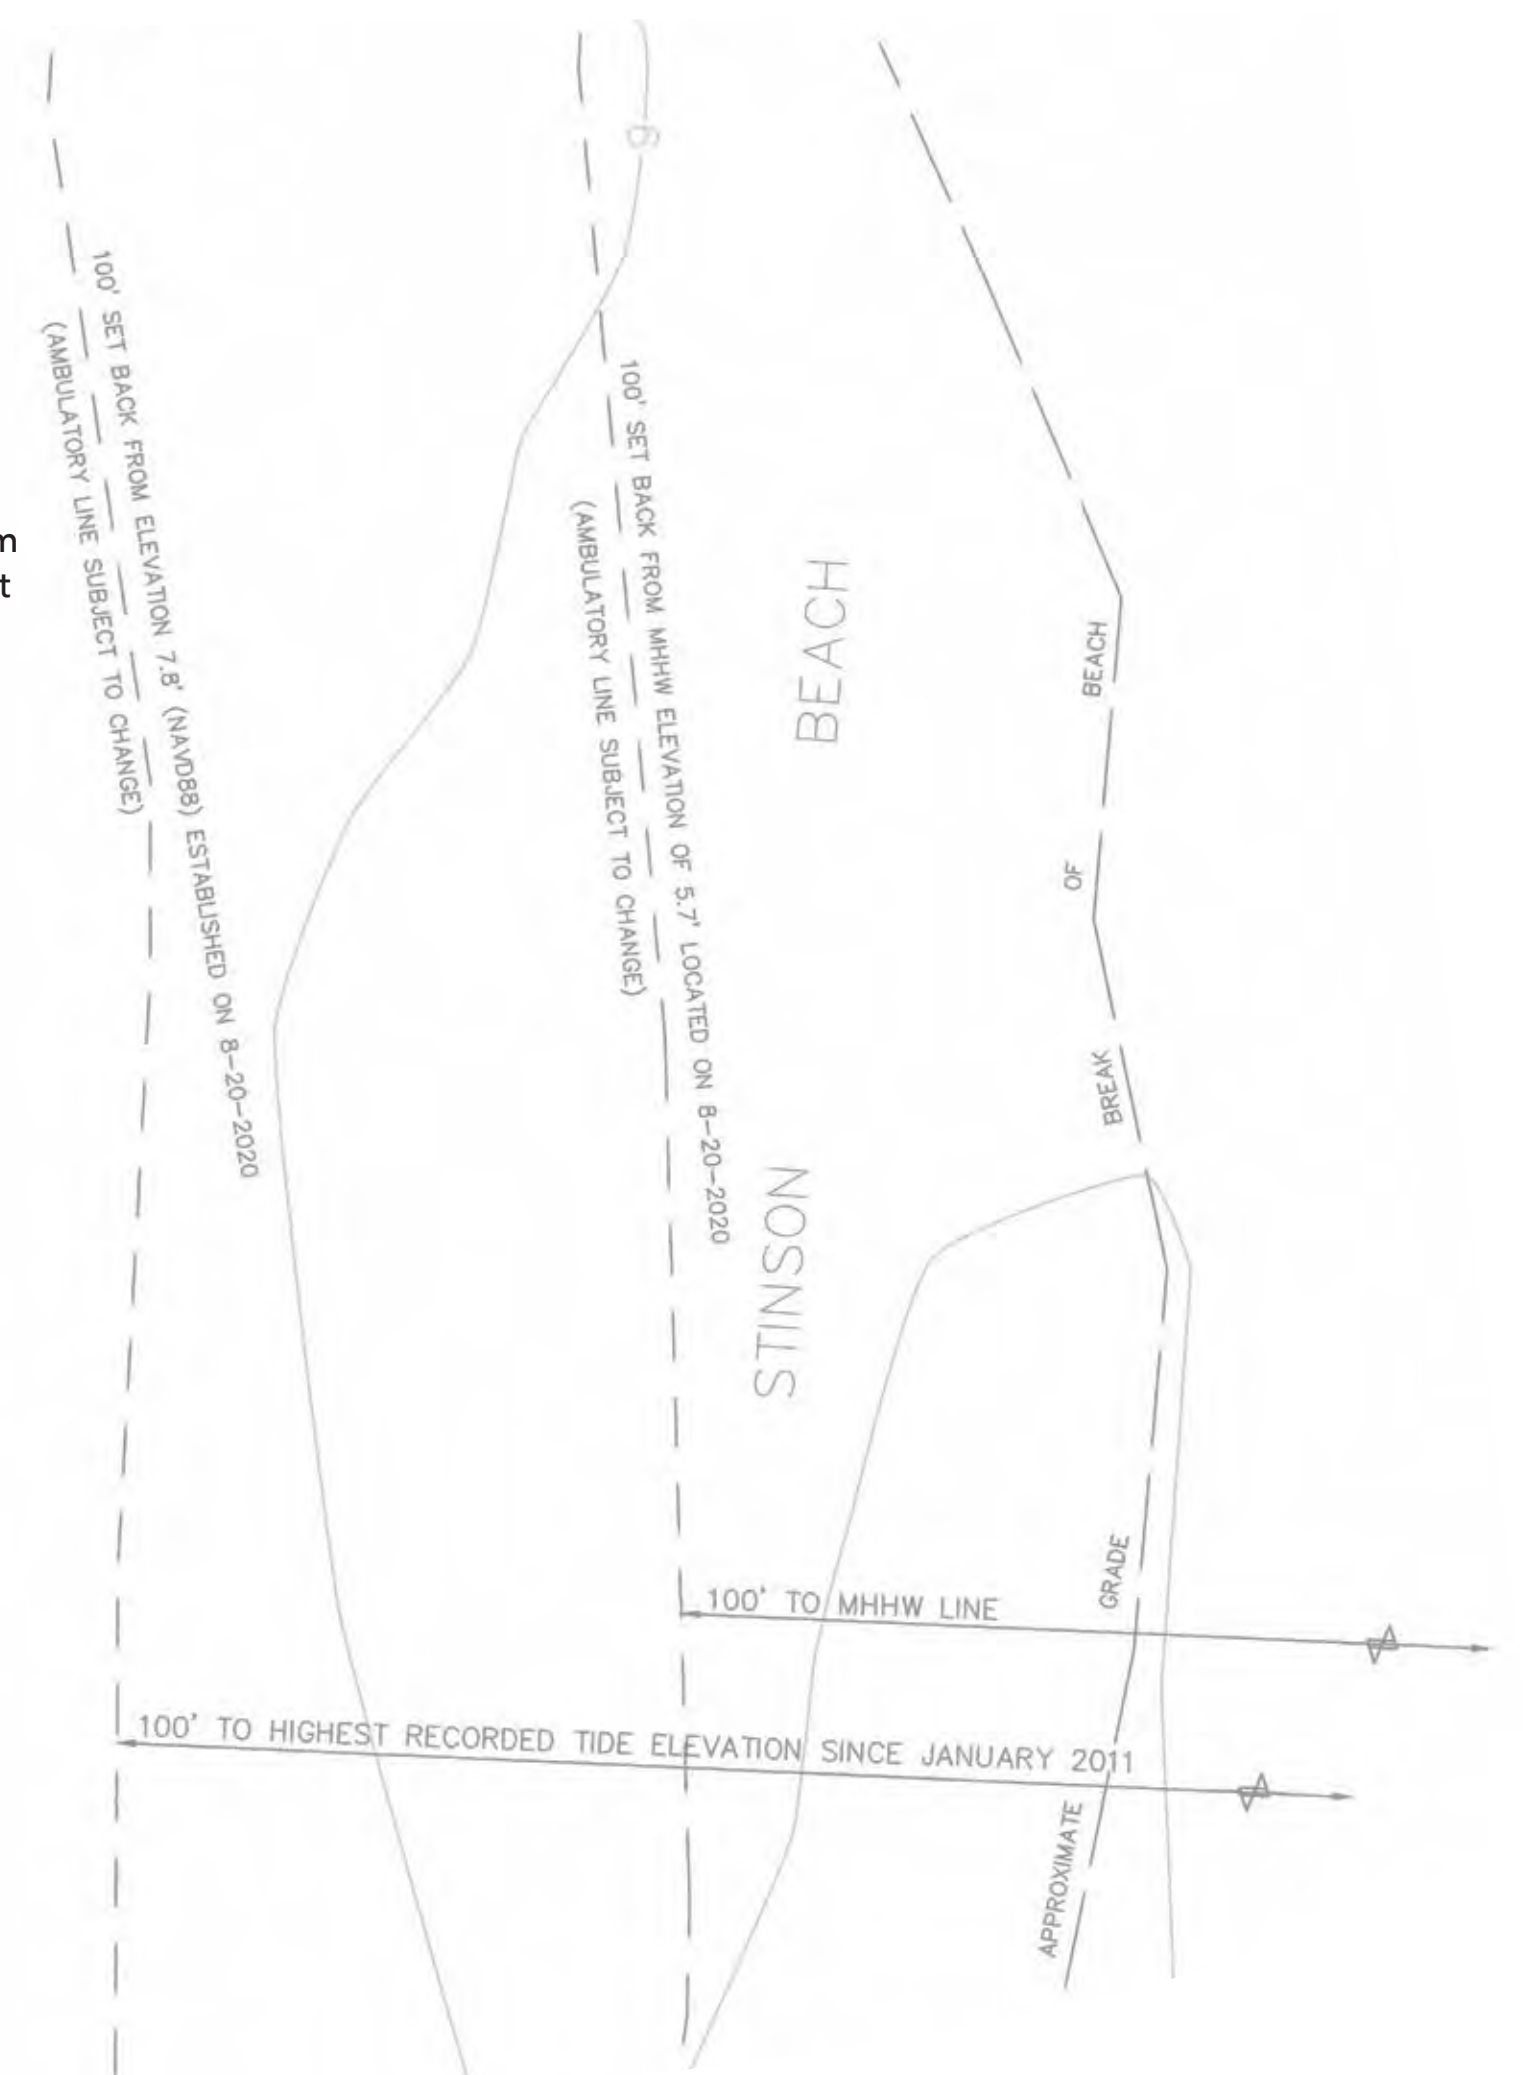 m
t
9
100' SET BACK FROM ELEVATION 7.8' (NAVD88) ESTABLISHED ON 8-20-2020
(AMBULATORY LINE SUBJECT TO CHANGE)
100' SET BACK FROM MHHW ELEVATION OF 5.7' LOCATED ON 8-20-2020
(AMBULATORY LINE SUBJECT TO CHANGE)
STINSON BEACH
APPROXIMATE GRADE BREAK OF BEACH
100' TO MHHW LINE
100' TO HIGHEST RECORDED TIDE ELEVATION SINCE JANUARY 2011